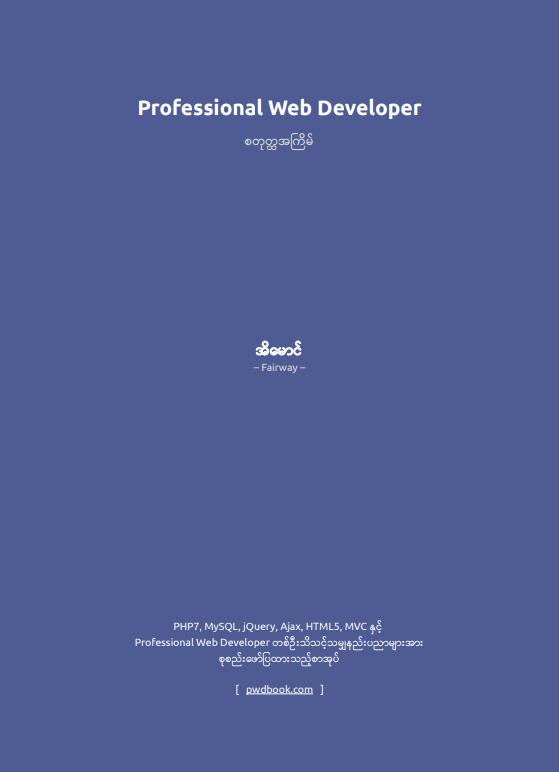 Professional Web Developer
စတုတ္ထအကြိမ်
အိမောင်
– Fairway –
PHP7, MySQL, jQuery, Ajax, HTML5, MVC နှင့်
Professional Web Developer တစ်ဦးသိသင့်သမျှနည်းပညာများအား
စုစည်းဖော်ပြထားသည့်စာအုပ်
[ pwdbook.com ]